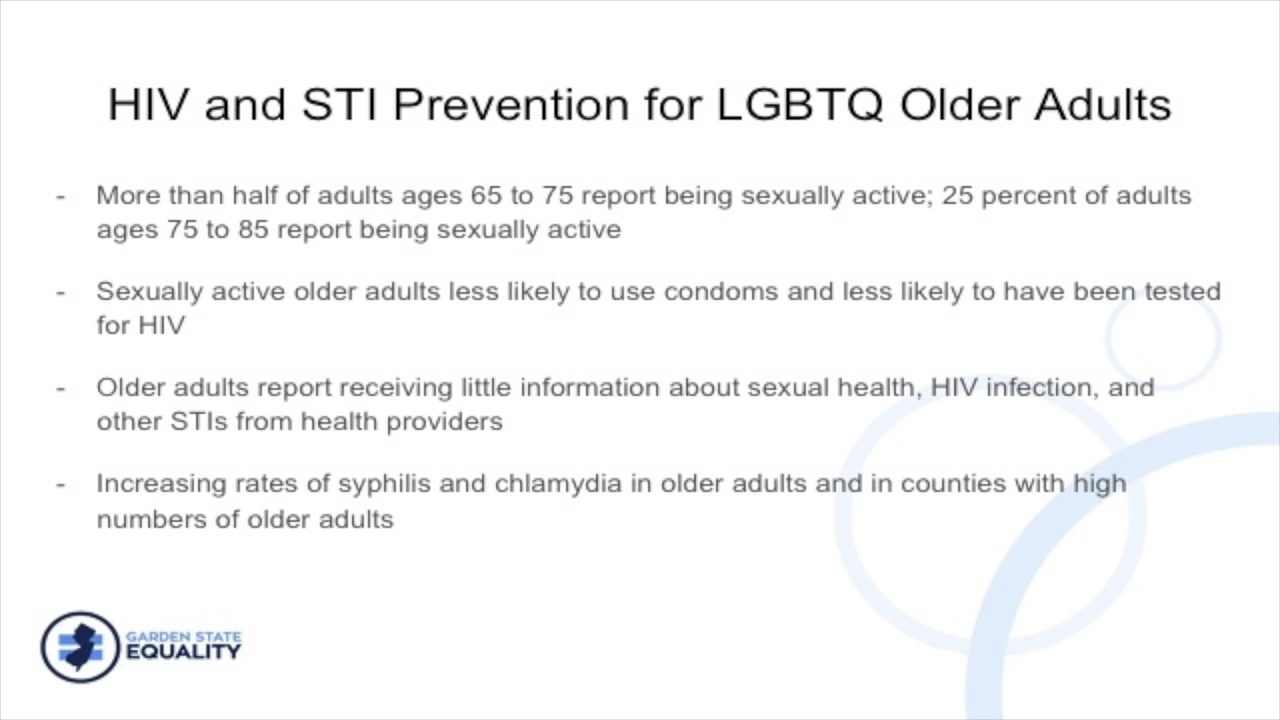 HIV and STI Prevention for LGBTQ Older Adults
- More than half of adults ages 65 to 75 report being sexually active; 25 percent of adults
ages 75 to 85 report being sexually active
- Sexually active older adults less likely to use condoms and less likely to have been tested
for HIV
- Older adults report receiving little information about sexual health, HIV infection, and
other STIs from health providers
- Increasing rates of syphilis and chlamydia in older adults and in counties with high
numbers of older adults
GARDEN STATE
EQUALITY